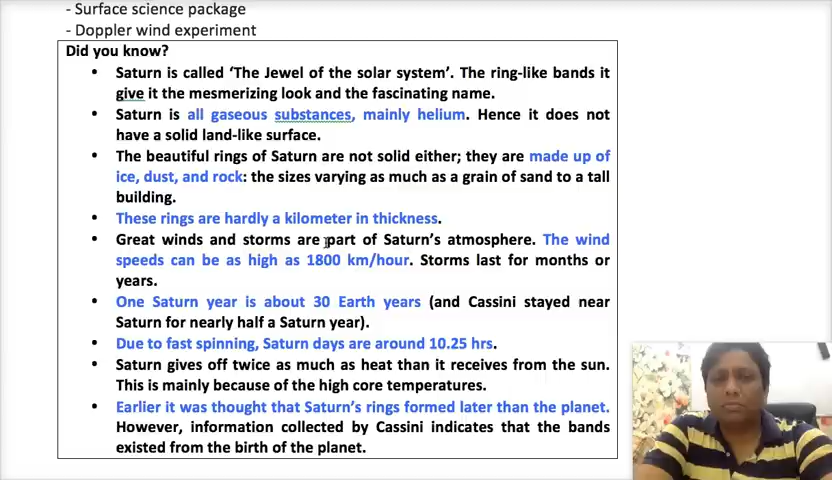 - Surface science package
- Doppler wind experiment
Did you know?
• Saturn is called ‘The Jewel of the solar system’. The ring-like bands it
give it the mesmerizing look and the fascinating name.
• Saturn is all gaseous substances, mainly helium. Hence it does not
have a solid land-like surface.
• The beautiful rings of Saturn are not solid either; they are made up of
ice, dust, and rock: the sizes varying as much as a grain of sand to a tall
building.
• These rings are hardly a kilometer in thickness.
• Great winds and storms are part of Saturn’s atmosphere. The wind
speeds can be as high as 1800 km/hour. Storms last for months or
years.
• One Saturn year is about 30 Earth years (and Cassini stayed near
Saturn for nearly half a Saturn year).
• Due to fast spinning, Saturn days are around 10.25 hrs.
• Saturn gives off twice as much as heat than it receives from the sun.
This is mainly because of the high core temperatures.
• Earlier it was thought that Saturn’s rings formed later than the planet.
However, information collected by Cassini indicates that the bands
existed from the birth of the planet.